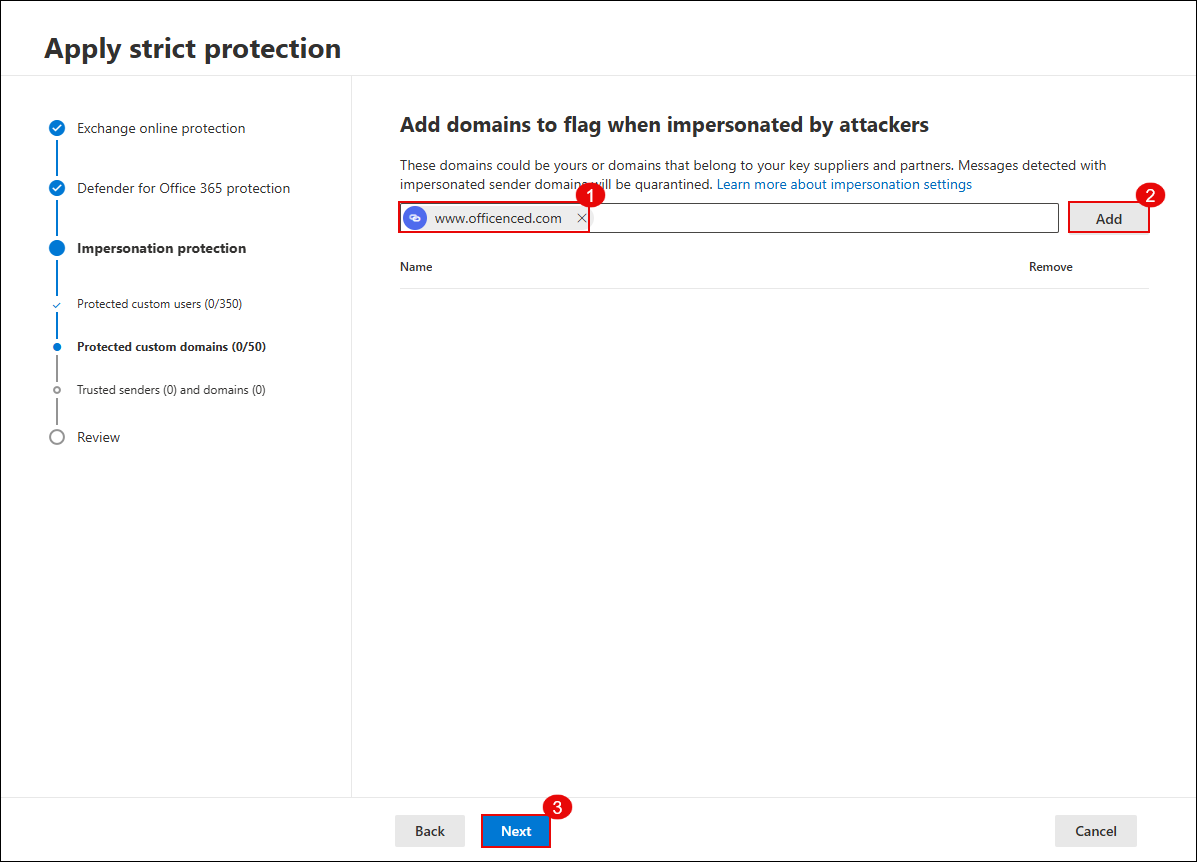 Apply strict protection
Exchange online protection
Defender for Office 365 protection
Impersonation protection
Protected custom users (0/350)
Protected custom domains (0/50)
Trusted senders (0) and domains (0)
Review
Add domains to flag when impersonated by attackers
These domains could be yours or domains that belong to your key suppliers and partners. Messages detected with
impersonated sender domains will be quarantined. Learn more about impersonation settings
1
2
www.officenced.com
Add
Name Remove
3
Back Next Cancel